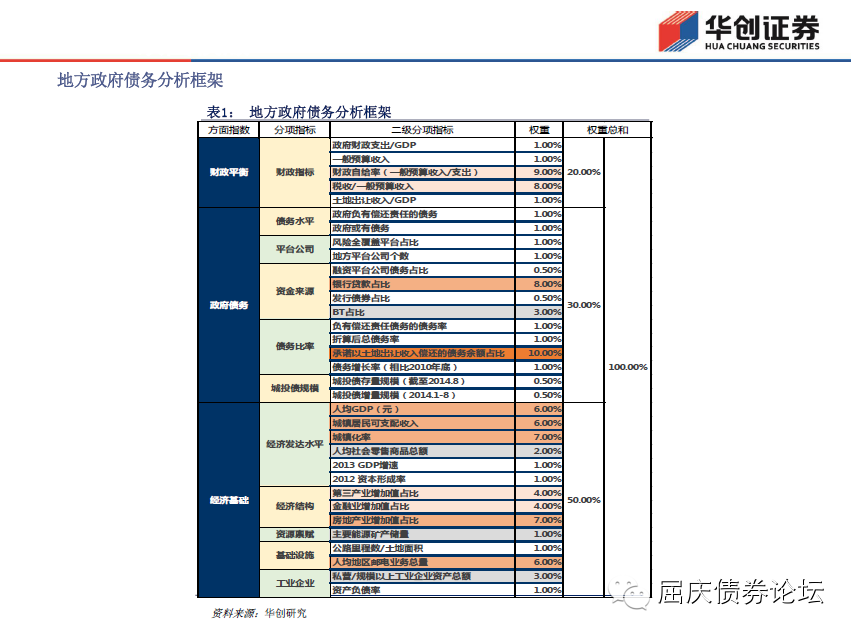 华创证券
HUA CHUANG SECURITIES
地方政府债务分析框架
表1： 地方政府债务分析框架
方面指数 分项指标 二级分项指标 权重 权重总和
财政平衡 财政指标 政府财政支出/GDP 1.00% 20.00% 100.00%
一般预算收入 1.00%
财政自给率（一般预算收入/支出） 9.00%
税收/一般预算收入 8.00%
土地出让收入/GDP 1.00%
政府债务 债务水平 政府负有偿还责任的债务 1.00% 30.00%
政府或有债务 1.00%
平台公司 风险全覆盖平台占比 1.00%
地方平台公司个数 1.00%
资金来源 融资平台公司债务占比 0.50%
银行贷款占比 8.00%
发行债券占比 0.50%
BT占比 3.00%
债务比率 负有偿还责任债务的债务率 1.00%
折算后总债务率 1.00%
承诺以土地出让收入偿还的债务余额占比 10.00%
债务增长率（相比2010年底） 1.00%
城投债规模 城投债存量规模（截至2014.8） 0.50%
城投债增量规模（2014.1-8） 0.50%
经济基础 经济发达水平 人均GDP（元） 6.00% 50.00%
城镇居民可支配收入 6.00%
城镇化率 7.00%
人均社会零售商品总额 2.00%
2013 GDP增速 1.00%
2012 资本形成率 1.00%
经济结构 第三产业增加值占比 4.00%
金融业增加值占比 4.00%
房地产业增加值占比 7.00%
资源禀赋 主要能源矿产储量 1.00%
基础设施 公路里程数/土地面积 1.00%
人均地区邮电业务总量 6.00%
工业企业 私营/规模以上工业企业资产总额 3.00%
资产负债率 1.00%
资料来源：华创研究
屈庆债券论坛